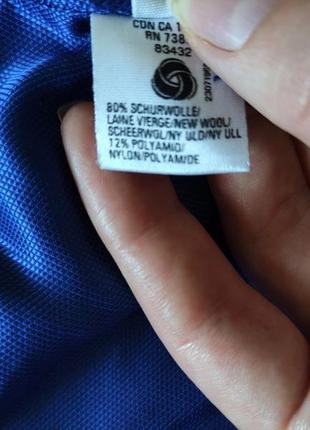 CDN CA 1
RN 738
83432
80% SCHURWOLLE/
LAINE VIERGE/NEW WOOL/
SCHEERWOL/NY ULD/NY ULL
12% POLYAMID/
NYLON/POLYAMIDE